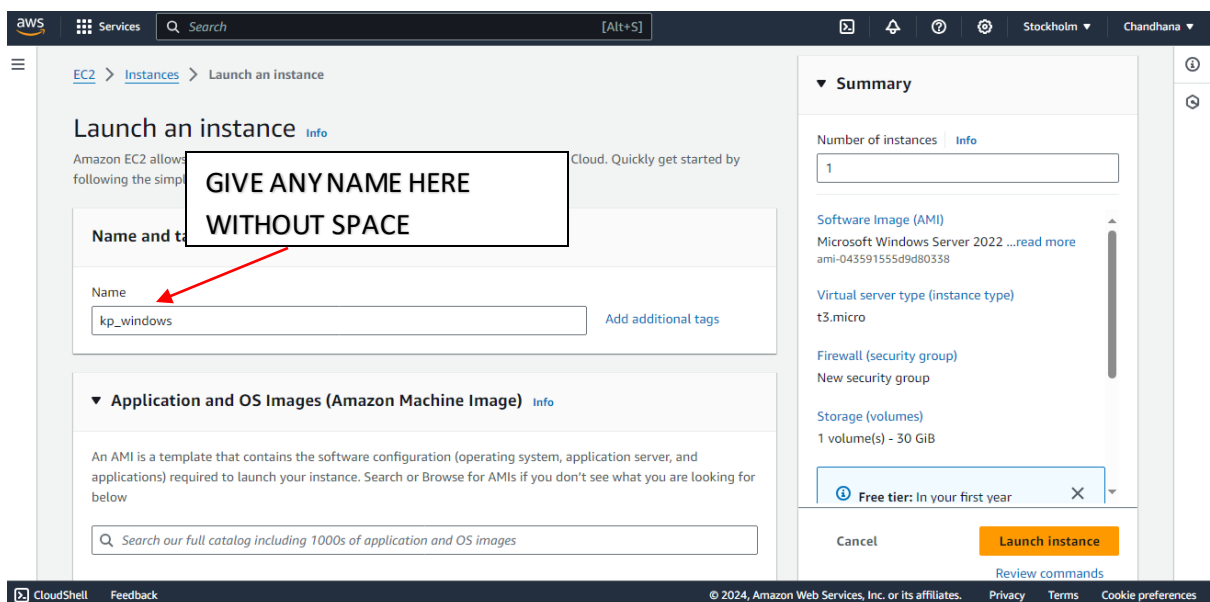 aws
Services
Search
[Alt+S]
Stockholm
Chandhana
EC2 > Instances > Launch an instance
Launch an instance Info
Amazon EC2 allows
Cloud. Quickly get started by
following the simpl
GIVE ANY NAME HERE
WITHOUT SPACE
Name and ta
Name
kp_windows
Add additional tags
Application and OS Images (Amazon Machine Image) Info
An AMI is a template that contains the software configuration (operating system, application server, and
applications) required to launch your instance. Search or Browse for AMIs if you don't see what you are looking for
below
Search our full catalog including 1000s of application and OS images
Summary
Number of instances Info
1
Software Image (AMI)
Microsoft Windows Server 2022 ...read more
ami-043591555d9d80338
Virtual server type (instance type)
t3.micro
Firewall (security group)
New security group
Storage (volumes)
1 volume(s) - 30 GiB
Free tier: In your first year
Cancel
Launch instance
Review commands
CloudShell
Feedback
© 2024, Amazon Web Services, Inc. or its affiliates.
Privacy
Terms
Cookie preferences